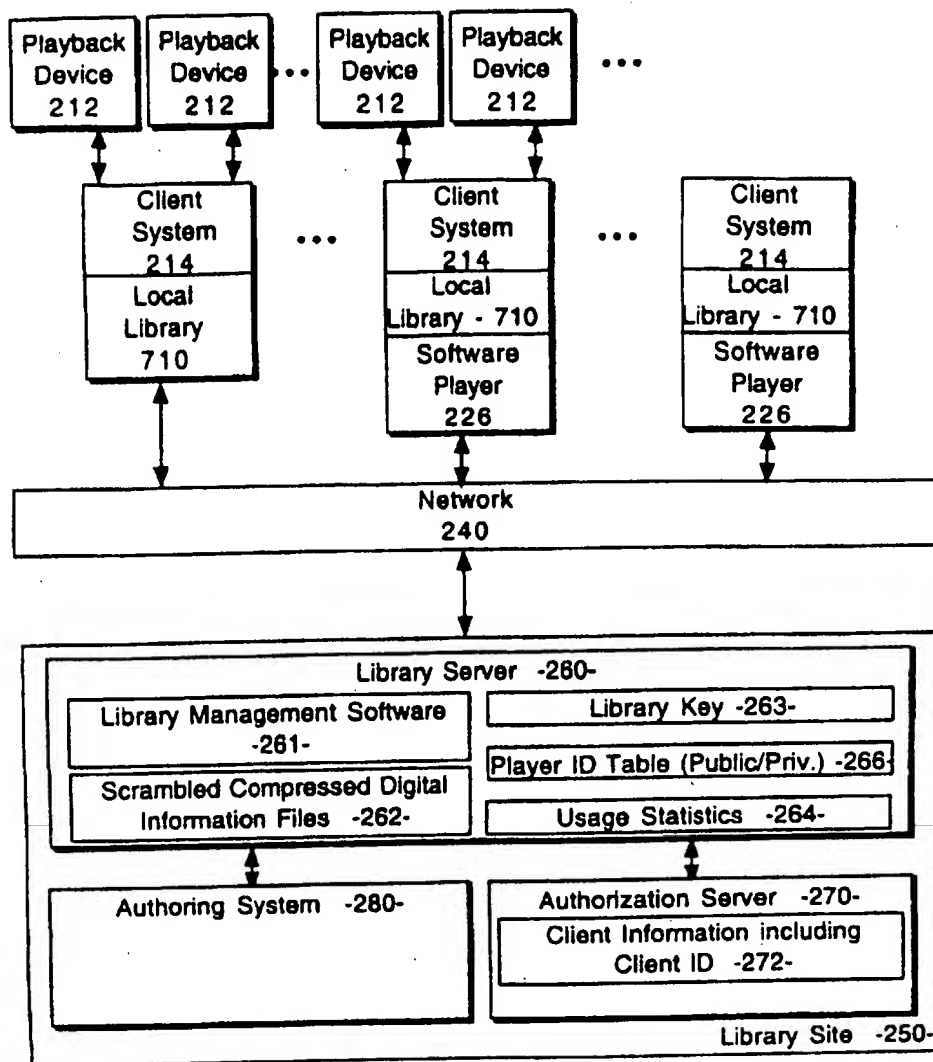 Playback
Device
212
Playback
Device
212
...
Playback
Device
212
Playback
Device
212
...
Client
System
214
Local
Library
710
...
Client
System
214
Local
Library - 710
Software
Player
226
...
Client
System
214
Local
Library - 710
Software
Player
226
Network
240
Library Server -260-
Library Management Software
-261-
Scrambled Compressed Digital
Information Files -262-
Library Key -263-
Player ID Table (Public/Priv.) -266-
Usage Statistics -264-
Authoring System -280-
Authorization Server -270-
Client Information including
Client ID -272-
Library Site -250-